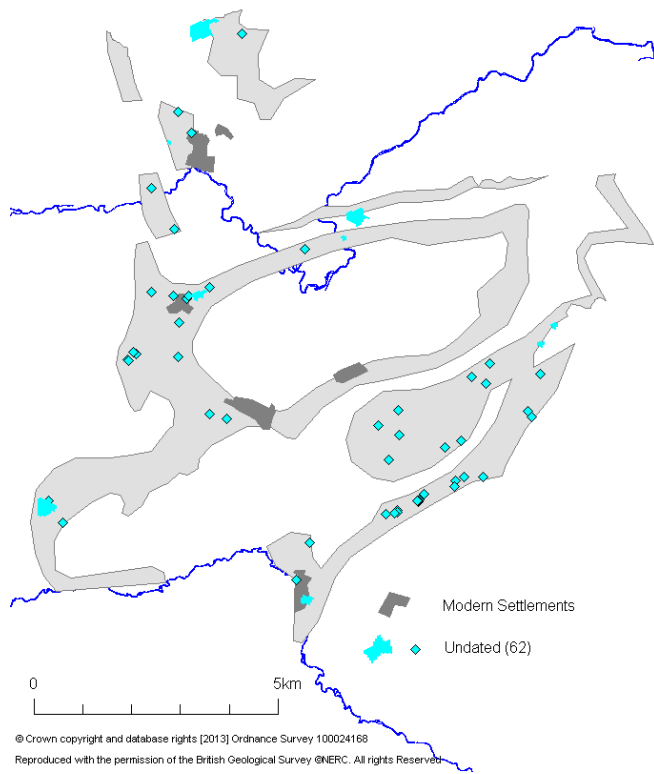 Modern Settlements
Undated (62)
0 5km
© Crown copyright and database rights [2013] Ordnance Survey 100024168
Reproduced with the permission of the British Geological Survey ©NERC. All rights Reserved